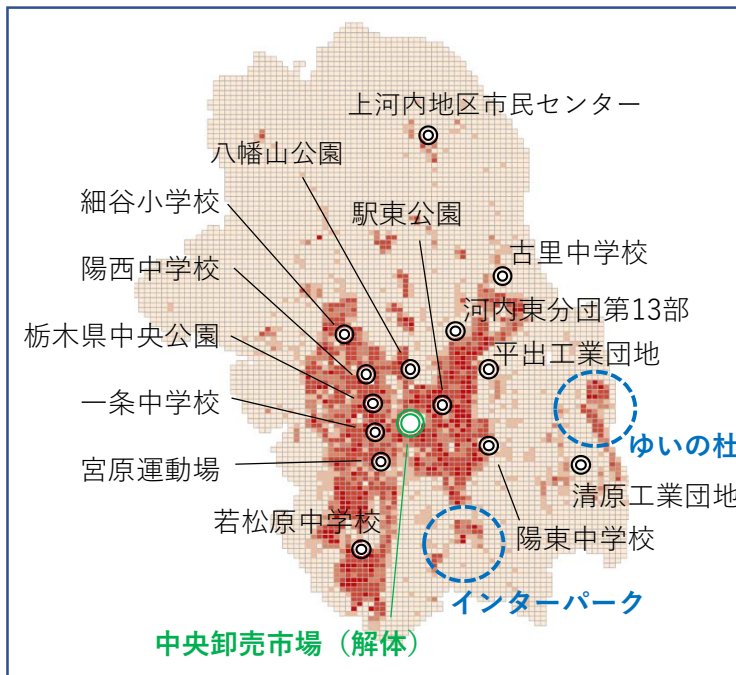 上河内地区市民センター
八幡山公園
細谷小学校
駅東公園
古里中学校
陽西中学校
河内東分団第13部
栃木県中央公園
平出工業団地
一条中学校
ゆいの杜
宮原運動場
清原工業団地
若松原中学校
陽東中学校
インターパーク
中央卸売市場（解体）